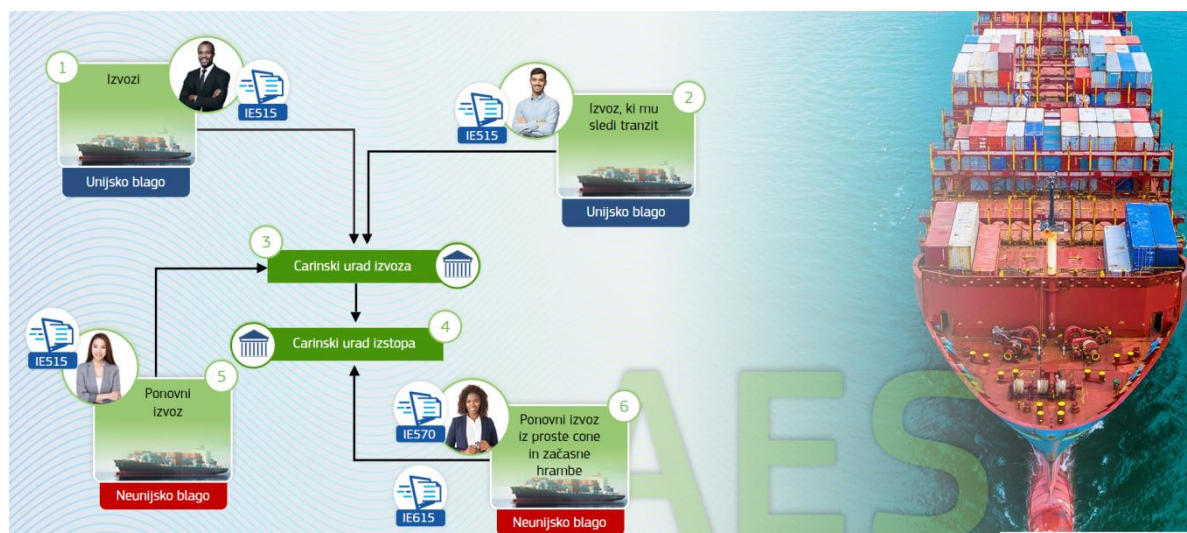 1
Izvozi
IE515
Unijsko blago
2
Izvoz, ki mu
sledi tranzit
IE515
Unijsko blago
3
Carinski urad izvoza
4
Carinski urad izstopa
5
Ponovni
izvoz
IE515
Neunijsko blago
6
Ponovni izvoz
iz proste cone
in začasne
hrambe
IE570
IE615
Neunijsko blago
AES